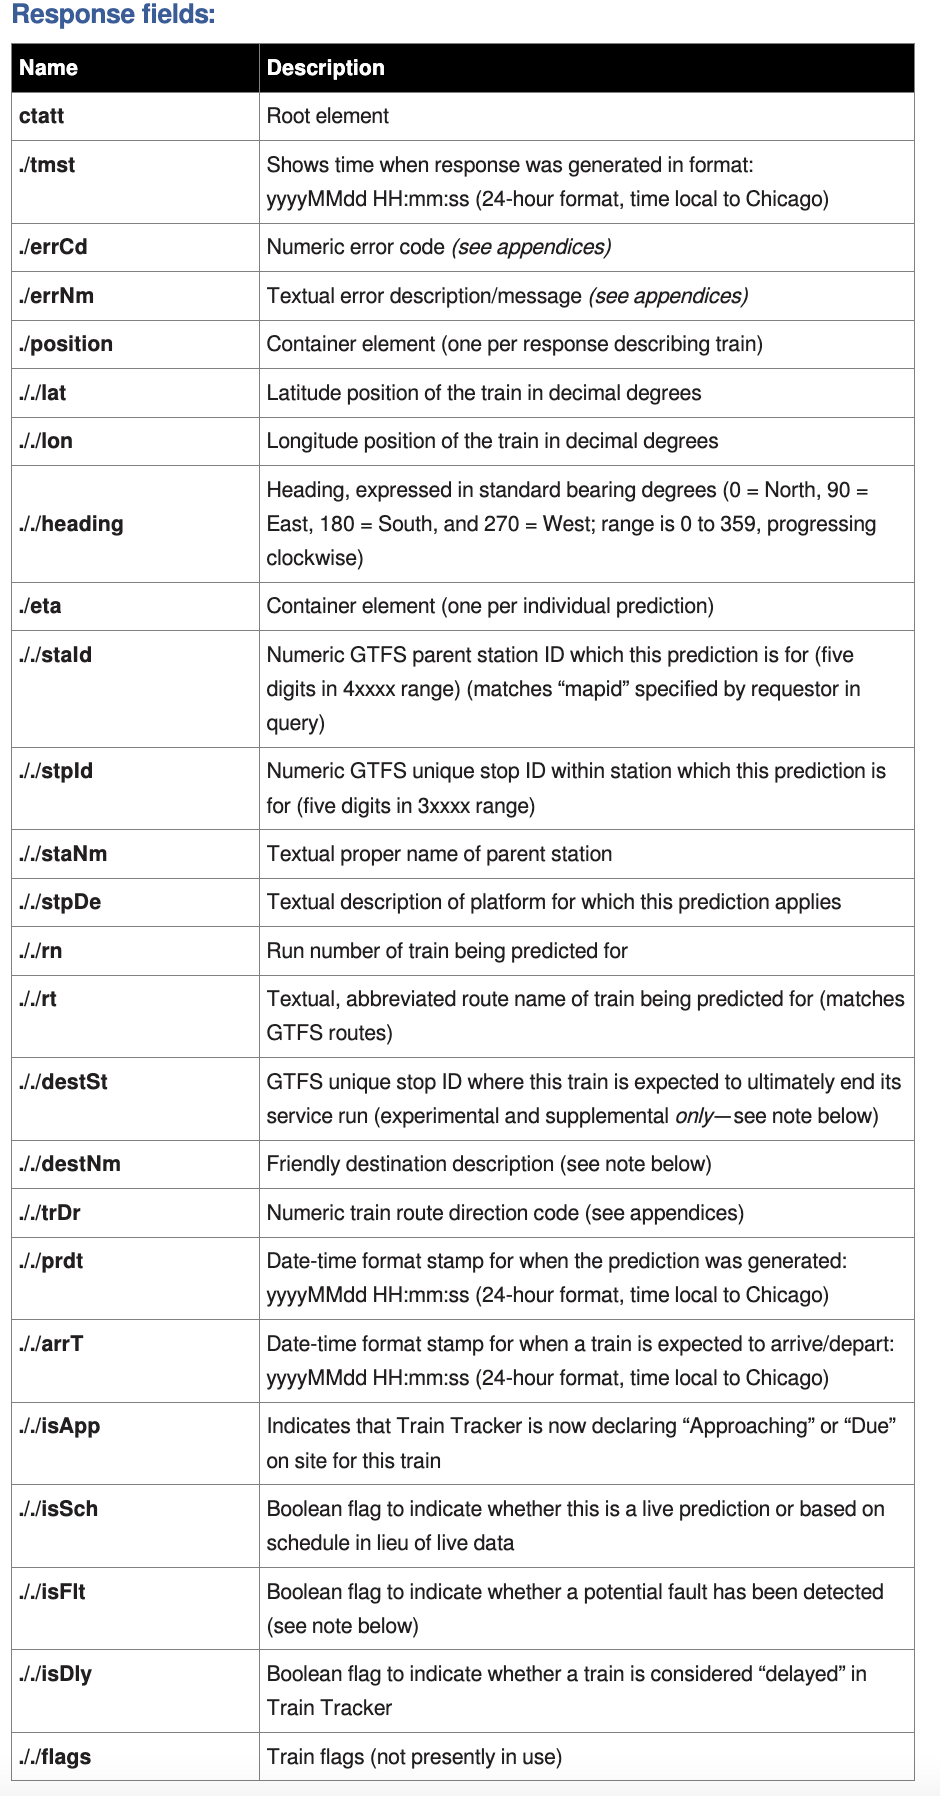 Response fields:
Name Description
ctatt Root element
./tmst Shows time when response was generated in format:
yyyyMMdd HH:mm:ss (24-hour format, time local to Chicago)
./errCd Numeric error code (see appendices)
./errNm Textual error description/message (see appendices)
./position Container element (one per response describing train)
././lat Latitude position of the train in decimal degrees
././lon Longitude position of the train in decimal degrees
././heading Heading, expressed in standard bearing degrees (0 = North, 90 =
East, 180 = South, and 270 = West; range is 0 to 359, progressing
clockwise)
./eta Container element (one per individual prediction)
././staId Numeric GTFS parent station ID which this prediction is for (five
digits in 4xxxx range) (matches “mapid” specified by requestor in
query)
././stpId Numeric GTFS unique stop ID within station which this prediction is
for (five digits in 3xxxx range)
././staNm Textual proper name of parent station
././stpDe Textual description of platform for which this prediction applies
././rn Run number of train being predicted for
././rt Textual, abbreviated route name of train being predicted for (matches
GTFS routes)
././destSt GTFS unique stop ID where this train is expected to ultimately end its
service run (experimental and supplemental only—see note below)
././destNm Friendly destination description (see note below)
././trDr Numeric train route direction code (see appendices)
././prdt Date-time format stamp for when the prediction was generated:
yyyyMMdd HH:mm:ss (24-hour format, time local to Chicago)
././arrT Date-time format stamp for when a train is expected to arrive/depart:
yyyyMMdd HH:mm:ss (24-hour format, time local to Chicago)
././isApp Indicates that Train Tracker is now declaring “Approaching” or “Due”
on site for this train
././isSch Boolean flag to indicate whether this is a live prediction or based on
schedule in lieu of live data
././isFlt Boolean flag to indicate whether a potential fault has been detected
(see note below)
././isDly Boolean flag to indicate whether a train is considered “delayed” in
Train Tracker
././flags Train flags (not presently in use)